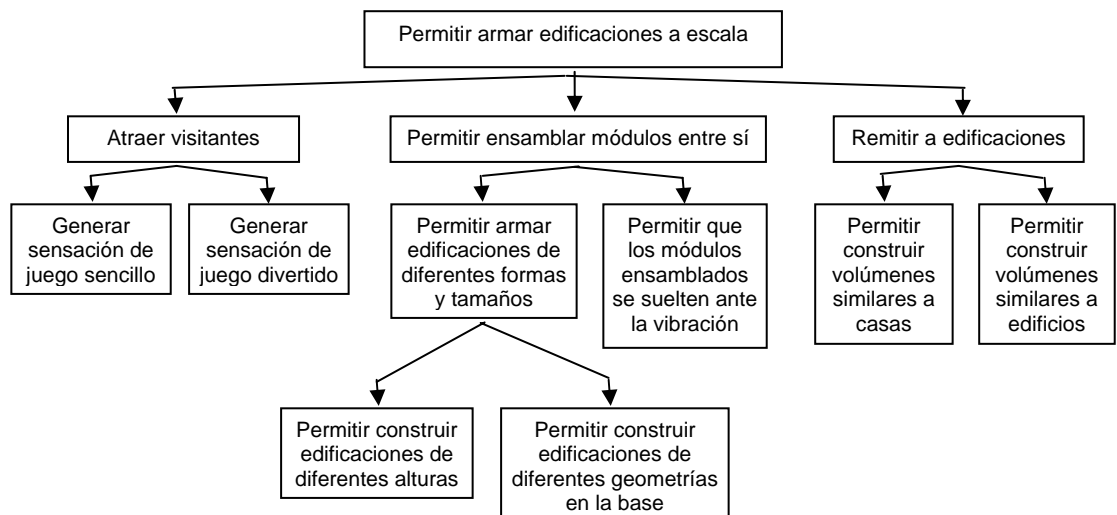 Permitir armar edificaciones a escala
Atraer visitantes
Permitir ensamblar módulos entre sí
Remitir a edificaciones
Generar
sensación de
juego sencillo
Generar
sensación de
juego divertido
Permitir armar
edificaciones de
diferentes formas
y tamaños
Permitir que
los módulos
ensamblados
se suelten ante
la vibración
Permitir
construir
volúmenes
similares a
casas
Permitir
construir
volúmenes
similares a
edificios
Permitir construir
edificaciones de
diferentes alturas
Permitir construir
edificaciones de
diferentes geometrías
en la base